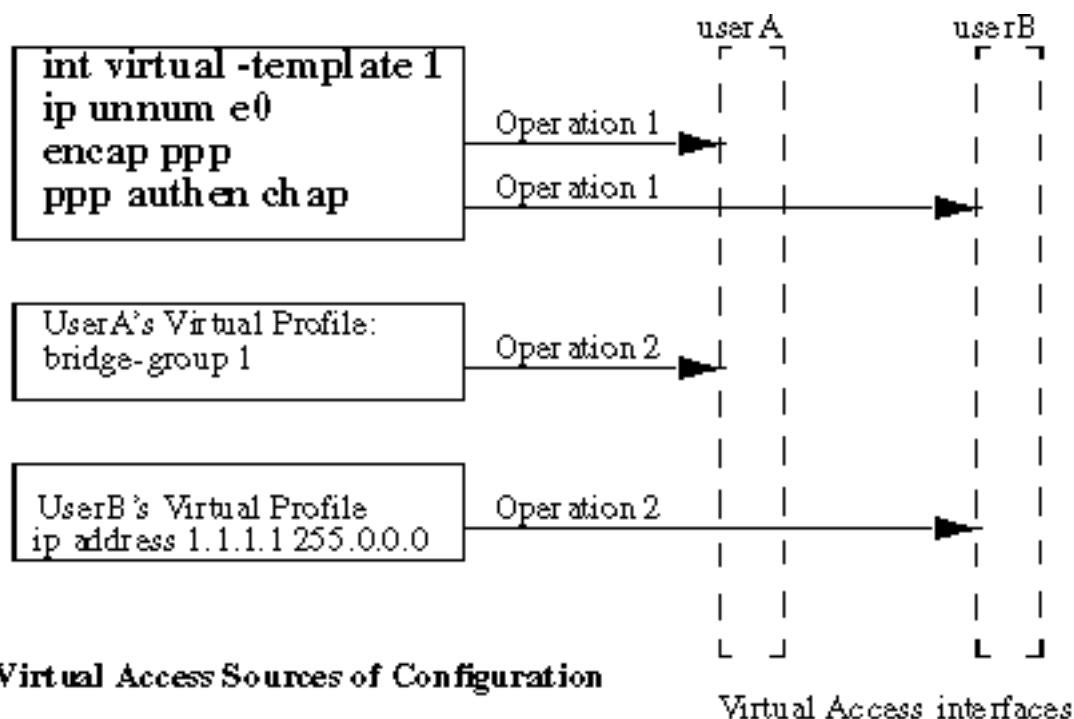 userA
userB
int virtual -template 1
ip unnum e0
encap ppp
ppp authen chap
Operation 1
Operation 1
UserA's Virtual Profile:
bridge-group 1
Operation 2
UserB's Virtual Profile
ip address 1.1.1.1 255.0.0.0
Operation 2
Virtual Access Sources of Configuration
Virtual Access interfaces